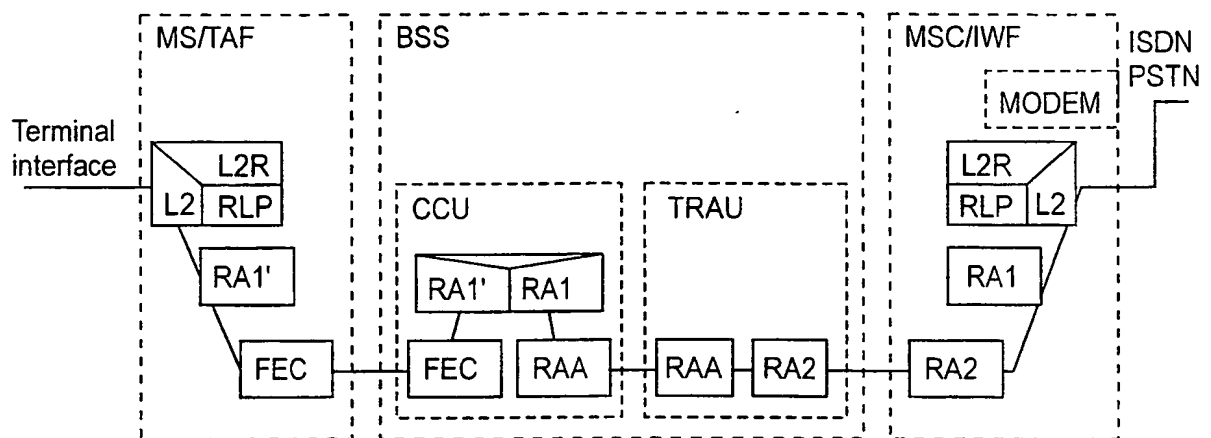 MS/TAF
BSS
MSC/IWF
ISDN
PSTN
MODEM
Terminal
interface
L2R
L2 RLP
L2R
RLP L2
CCU
TRAU
RA1'
RA1' RA1
RA1
FEC
FEC
RAA
RAA
RA2
RA2